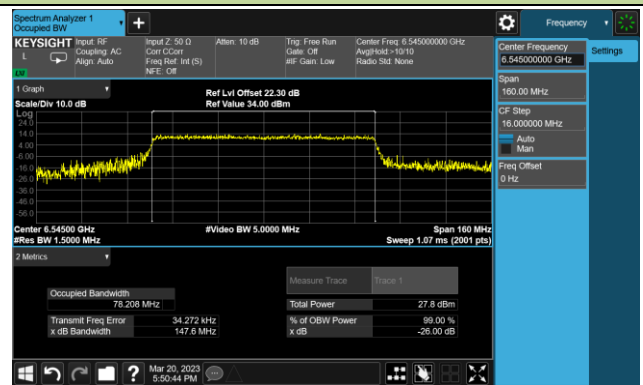 Spectrum Analyzer 1
Occupied BW
+
Frequency
KEYSIGHT
L
Input: RF
Coupling: AC
Align: Auto
Input Z: 50 Ω
Corr CCorr
Freq Ref: Int (S)
NFE: Off
Atten: 10 dB
Trig: Free Run
Gate: Off
#IF Gain: Low
Center Freq: 6.545000000 GHz
Avg|Hold:>10/10
Radio Std: None
Center Frequency
6.545000000 GHz
Settings
Span
160.00 MHz
CF Step
16.000000 MHz
Auto
Man
Freq Offset
0 Hz
1 Graph
Scale/Div 10.0 dB
Ref Lvl Offset 22.30 dB
Ref Value 34.00 dBm
Log
24.0
14.0
4.00
-6.00
-16.0
-26.0
-36.0
-46.0
-56.0
Center 6.54500 GHz
#Res BW 1.5000 MHz
#Video BW 5.0000 MHz
Span 160 MHz
Sweep 1.07 ms (2001 pts)
2 Metrics
Measure Trace
Trace 1
Occupied Bandwidth
78.208 MHz
Total Power
27.8 dBm
Transmit Freq Error
34.272 kHz
% of OBW Power
99.00 %
x dB Bandwidth
147.6 MHz
x dB
-26.00 dB
?
Mar 20, 2023
5:50:44 PM